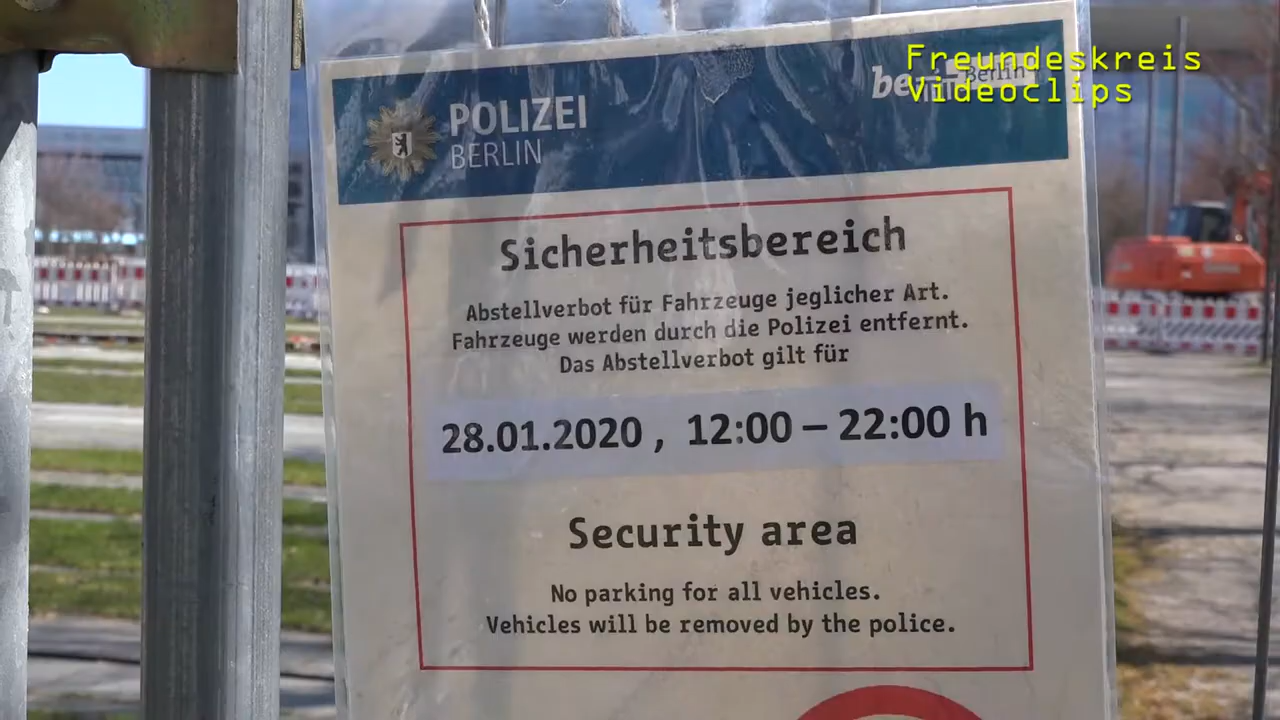 Freundeskreis
Videoclips
POLIZEI
BERLIN
Berlin
Sicherheitsbereich
Abstellverbot für Fahrzeuge jeglicher Art.
Fahrzeuge werden durch die Polizei entfernt.
Das Abstellverbot gilt für
28.01.2020 , 12:00 – 22:00 h
Security area
No parking for all vehicles.
Vehicles will be removed by the police.